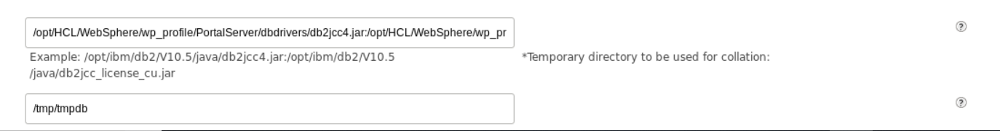 /opt/HCL/WebSphere/wp_profile/PortalServer/dbdrivers/db2jcc4.jar:/opt/HCL/WebSphere/wp_pr
Example: /opt/ibm/db2/V10.5/java/db2jcc4.jar:/opt/ibm/db2/V10.5
/java/db2jcc_license_cu.jar
*Temporary directory to be used for collation:
/tmp/tmpdb